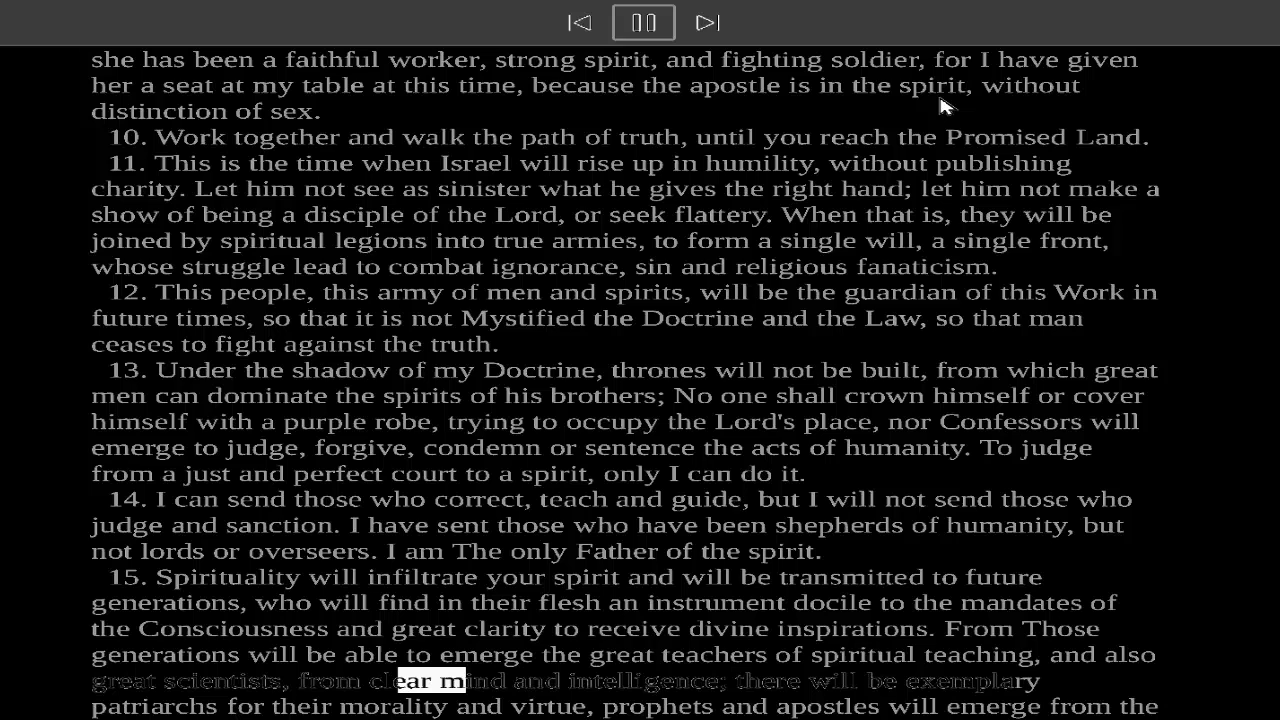 she has been a faithful worker, strong spirit, and fighting soldier, for I have given
her a seat at my table at this time, because the apostle is in the spirit, without
distinction of sex.
10. Work together and walk the path of truth, until you reach the Promised Land.
11. This is the time when Israel will rise up in humility, without publishing
charity. Let him not see as sinister what he gives the right hand; let him not make a
show of being a disciple of the Lord, or seek flattery. When that is, they will be
joined by spiritual legions into true armies, to form a single will, a single front,
whose struggle lead to combat ignorance, sin and religious fanaticism.
12. This people, this army of men and spirits, will be the guardian of this Work in
future times, so that it is not Mystified the Doctrine and the Law, so that man
ceases to fight against the truth.
13. Under the shadow of my Doctrine, thrones will not be built, from which great
men can dominate the spirits of his brothers; No one shall crown himself or cover
himself with a purple robe, trying to occupy the Lord's place, nor Confessors will
emerge to judge, forgive, condemn or sentence the acts of humanity. To judge
from a just and perfect court to a spirit, only I can do it.
14. I can send those who correct, teach and guide, but I will not send those who
judge and sanction. I have sent those who have been shepherds of humanity, but
not lords or overseers. I am The only Father of the spirit.
15. Spirituality will infiltrate your spirit and will be transmitted to future
generations, who will find in their flesh an instrument docile to the mandates of
the Consciousness and great clarity to receive divine inspirations. From Those
generations will be able to emerge the great teachers of spiritual teaching, and also
great scientists, from clear mind and intelligence; there will be exemplary
patriarchs for their morality and virtue, prophets and apostles will emerge from the